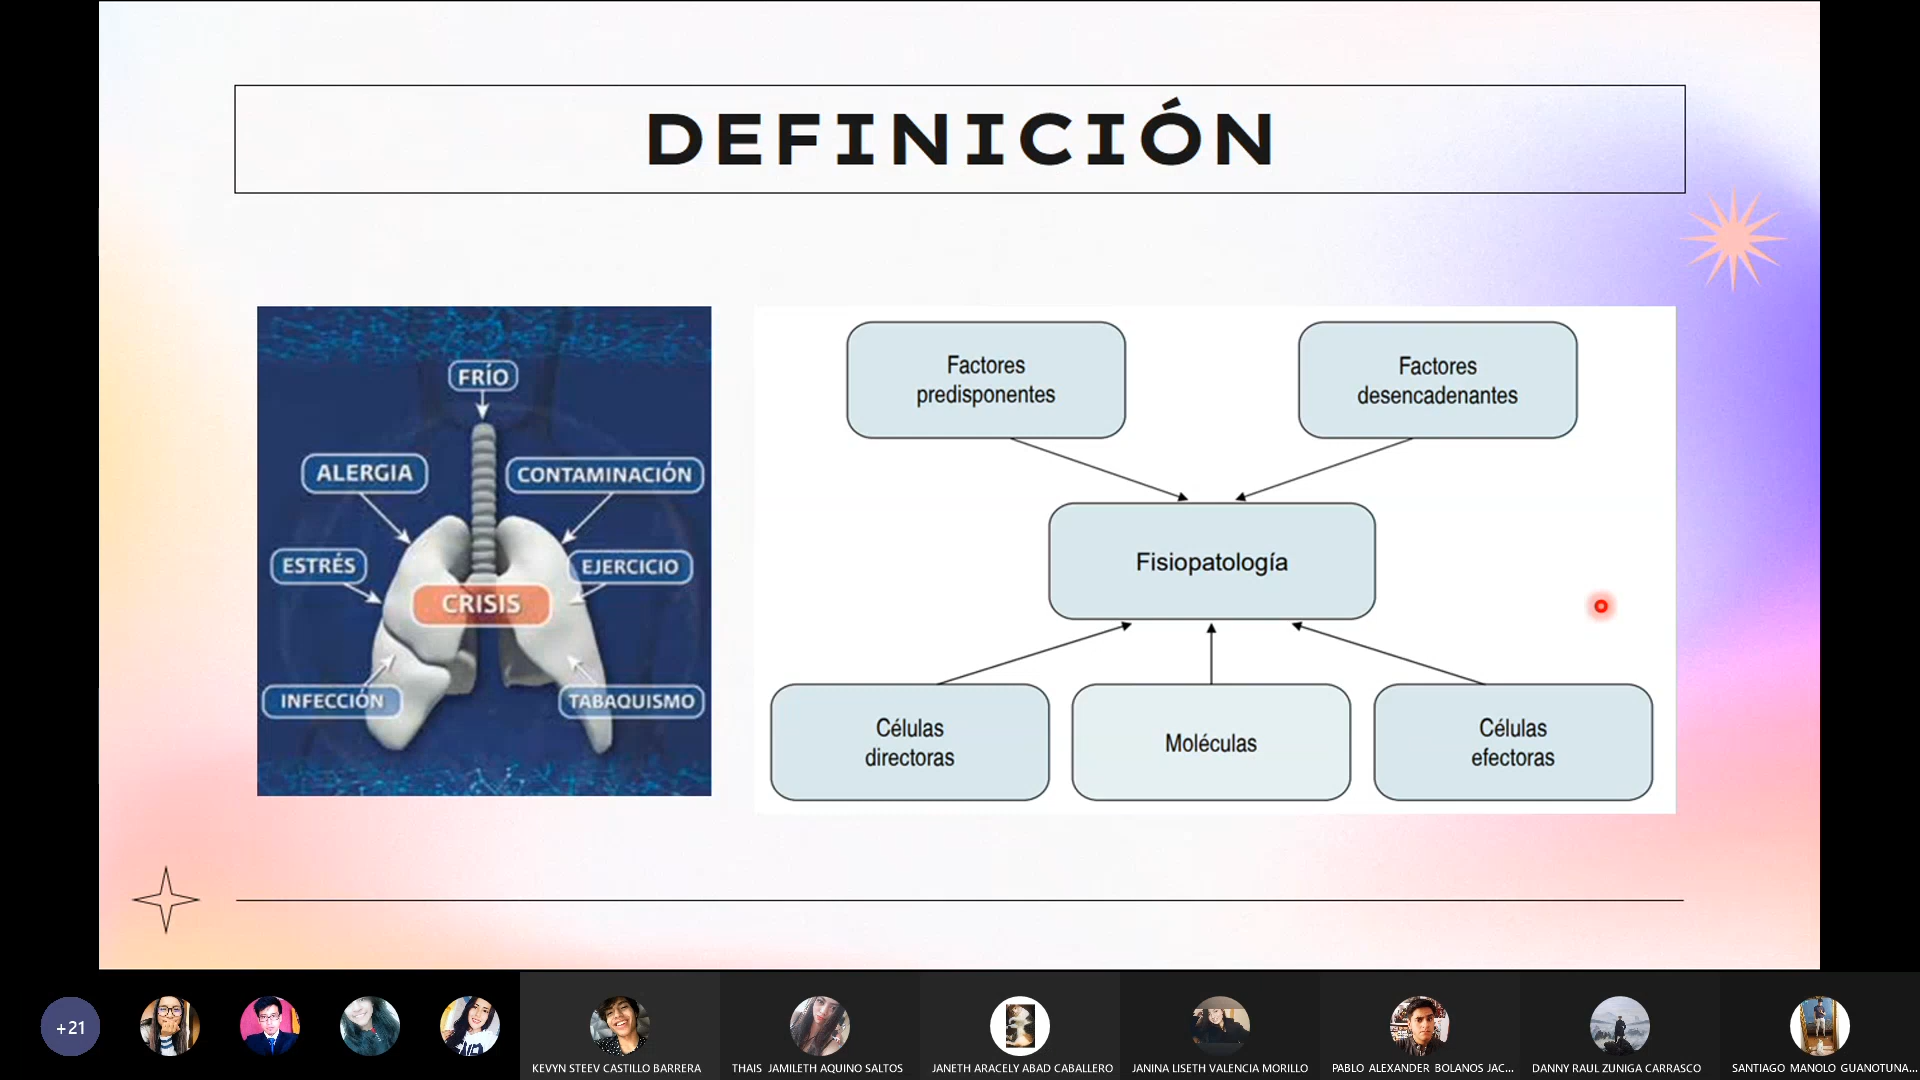 DEFINICIÓN
FRÍO
ALERGIA
CONTAMINACIÓN
ESTRÉS
EJERCICIO
CRISIS
INFECCIÓN
TABAQUISMO
Factores
predisponentes
Factores
desencadenantes
Fisiopatología
Células
directoras
Moléculas
Células
efectoras
+21
KEVYN STEEV CASTILLO BARRERA
THAIS JAMILETH AQUINO SALTOS
JANETH ARACELY ABAD CABALLERO
JANINA LISETH VALENCIA MORILLO
PABLO ALEXANDER BOLANOS JAC...
DANNY RAUL ZUNIGA CARRASCO
SANTIAGO MANOLO GUANOTUNA...